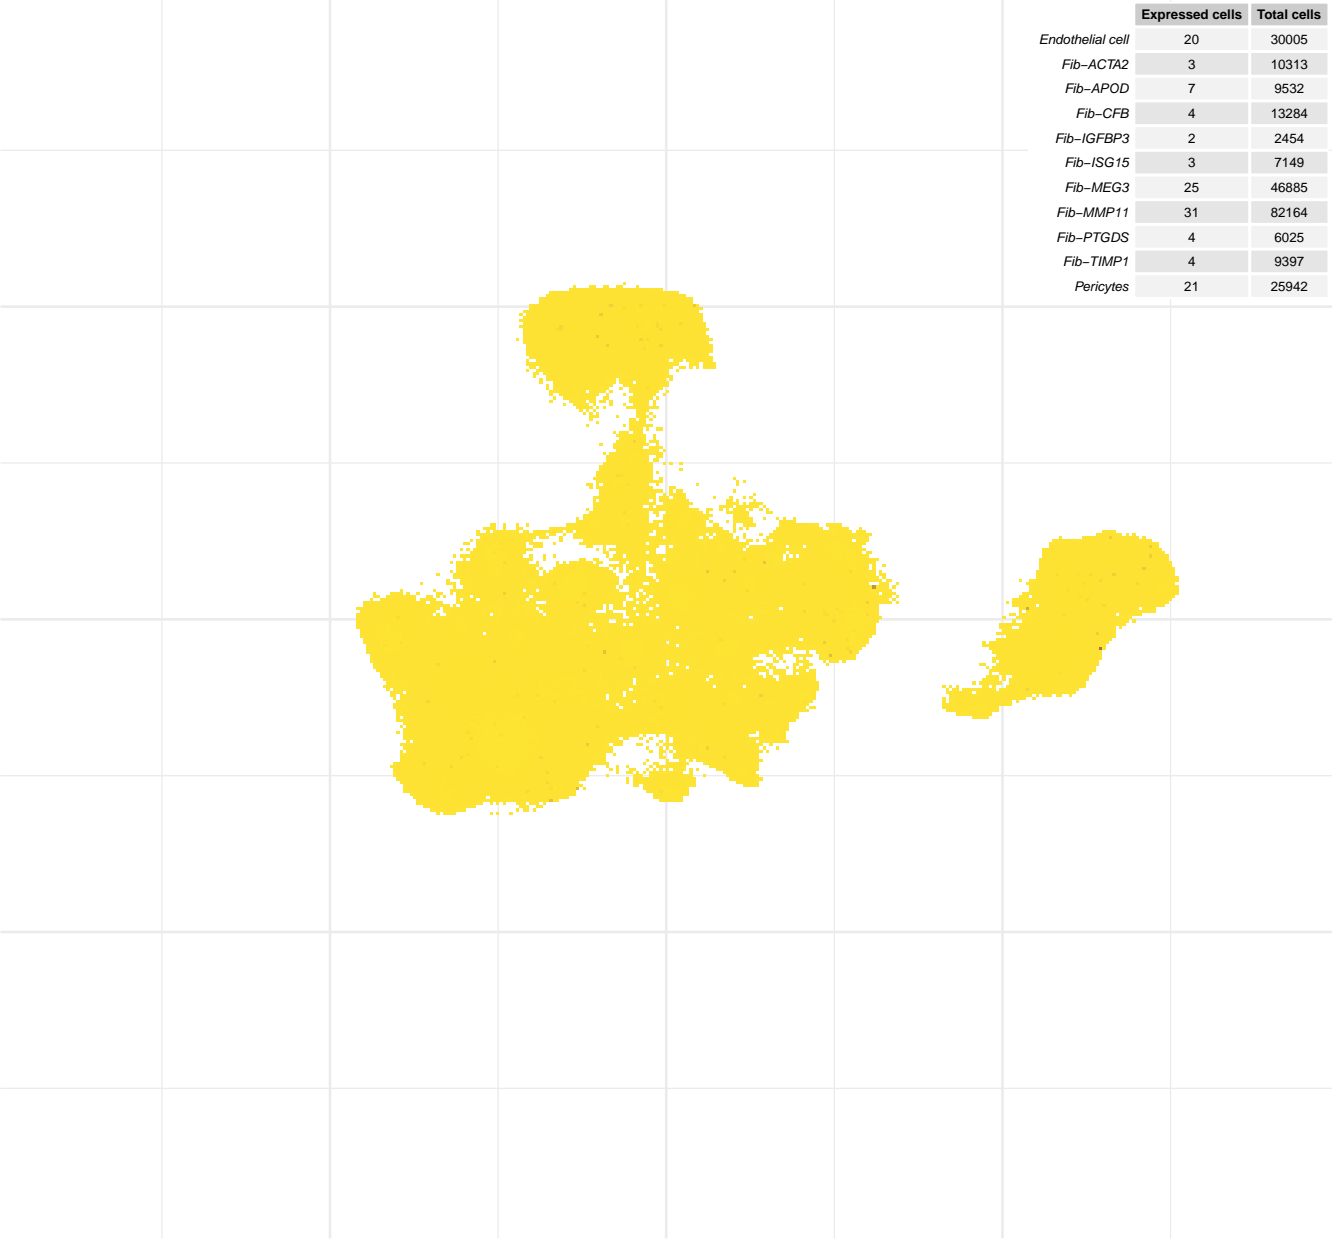 Expressed cells Total cells
Endothelial cell 20 30005
Fib−ACTA2 3 10313
Fib−APOD 7 9532
Fib−CFB 4 13284
Fib−IGFBP3 2 2454
Fib−ISG15 3 7149
Fib−MEG3 25 46885
Fib−MMP11 31 82164
Fib−PTGDS 4 6025
Fib−TIMP1 4 9397
Pericytes 21 25942